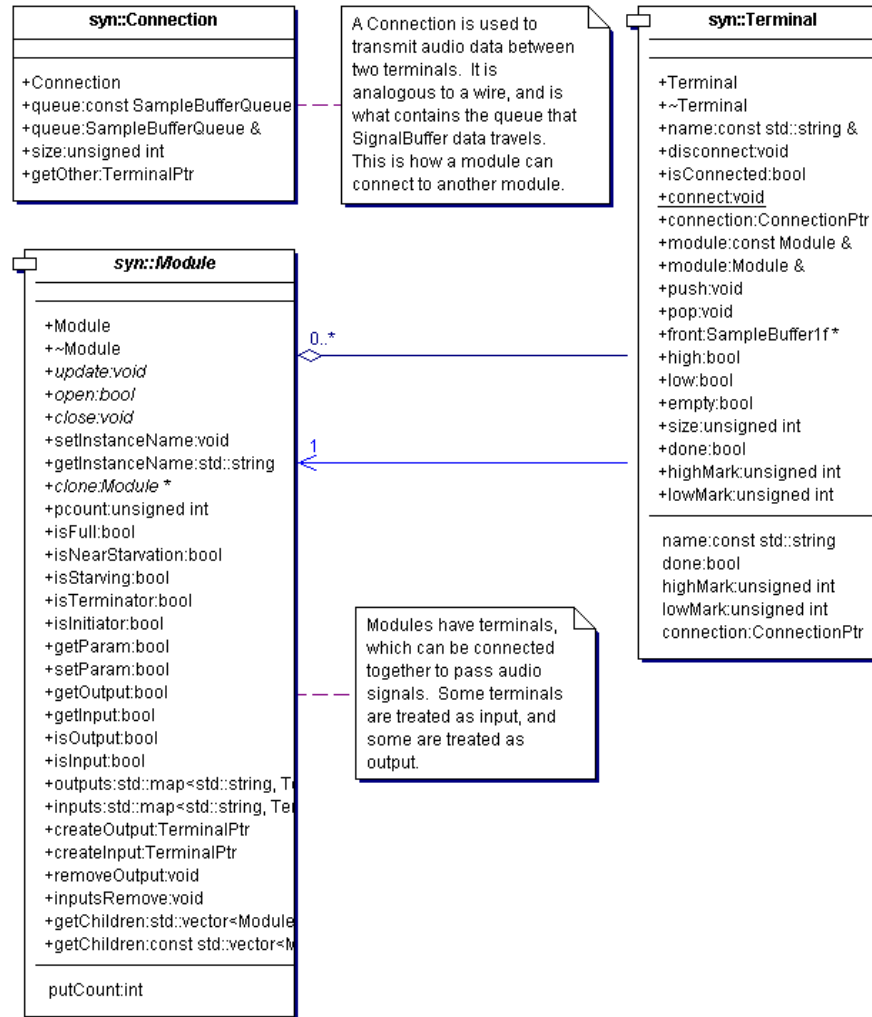 syn::Connection
+Connection
+queue:const SampleBufferQueue
+queue:SampleBufferQueue &
+size:unsigned int
+getOther:TerminalPtr
A Connection is used to
transmit audio data between
two terminals. It is
analogous to a wire, and is
what contains the queue that
SignalBuffer data travels.
This is how a module can
connect to another module.
syn::Terminal
+Terminal
+~Terminal
+name:const std::string &
+disconnect:void
+isConnected:bool
+connect:void
+connection:ConnectionPtr
+module:const Module &
+module:Module &
+push:void
+pop:void
+front:SampleBuffer1f *
+high:bool
+low:bool
+empty:bool
+size:unsigned int
+done:bool
+highMark:unsigned int
+lowMark:unsigned int
name:const std::string
done:bool
highMark:unsigned int
lowMark:unsigned int
connection:ConnectionPtr
syn::Module
+Module
+~Module
+update:void
+open:bool
+close:void
+setInstanceName:void
+getInstanceName:std::string
+clone:Module *
+pcount:unsigned int
+isFull:bool
+isNearStarvation:bool
+isStarving:bool
+isTerminator:bool
+isInitiator:bool
+getParam:bool
+setParam:bool
+getOutput:bool
+getInput:bool
+isOutput:bool
+isInput:bool
+outputs:std::map<std::string, Te
+inputs:std::map<std::string, Ter
+createOutput:TerminalPtr
+createInput:TerminalPtr
+removeOutput:void
+inputsRemove:void
+getChildren:std::vector<Module
+getChildren:const std::vector<M
putCount:int
0..*
1
Modules have terminals,
which can be connected
together to pass audio
signals. Some terminals
are treated as input, and
some are treated as
output.